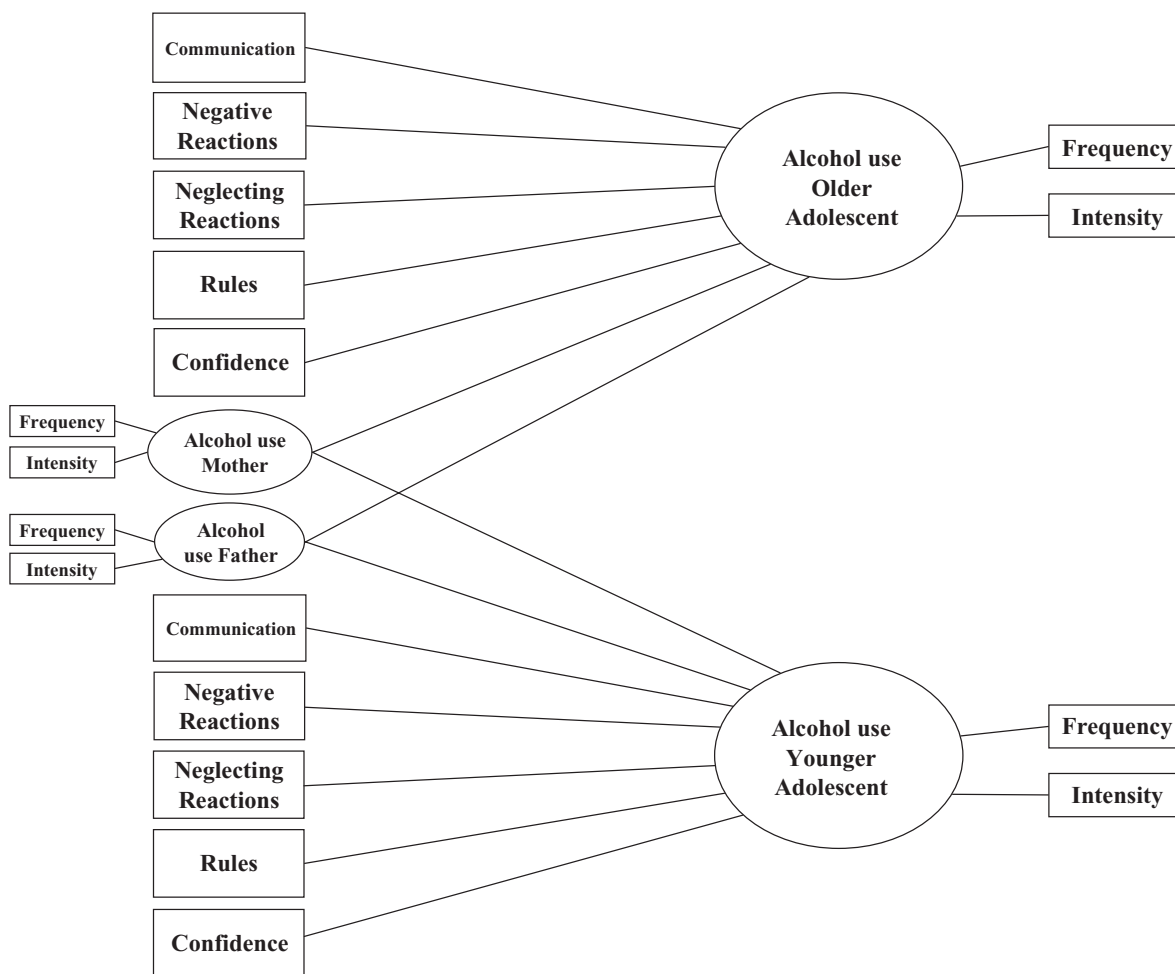 Communication
Negative
Reactions
Neglecting
Reactions
Rules
Confidence
Alcohol use
Older
Adolescent
Frequency
Intensity
Frequency
Intensity
Alcohol use
Mother
Frequency
Intensity
Alcohol
use Father
Communication
Negative
Reactions
Neglecting
Reactions
Rules
Confidence
Alcohol use
Younger
Adolescent
Frequency
Intensity